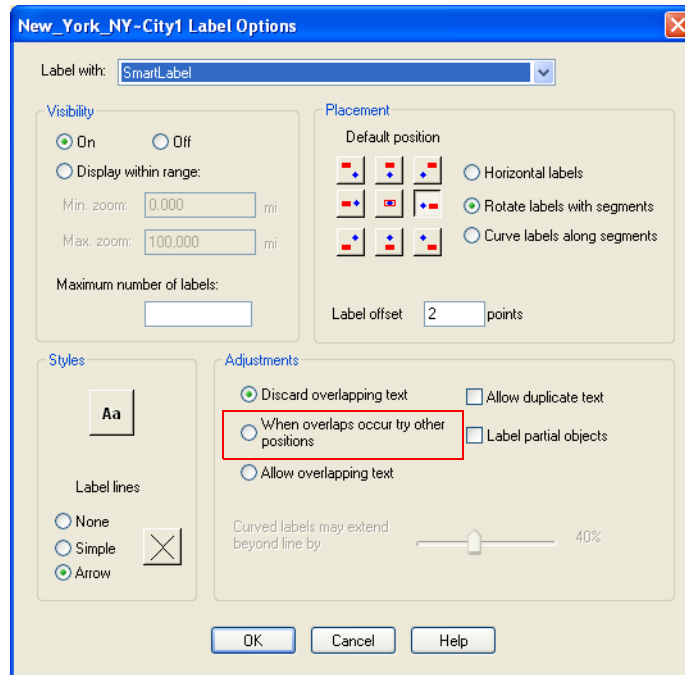 New_York_NY~City1 Label Options
Label with: SmartLabel
Visibility
On Off
Display within range:
Min. zoom: 0.000 mi
Max. zoom: 100,000 mi
Maximum number of labels:
Placement
Default position
Horizontal labels
Rotate labels with segments
Curve labels along segments
Label offset 2 points
Styles
Aa
Label lines
None
Simple
Arrow
Adjustments
Discard overlapping text
When overlaps occur try other
positions
Allow overlapping text
Allow duplicate text
Label partial objects
Curved labels may extend
beyond line by
40%
OK Cancel Help